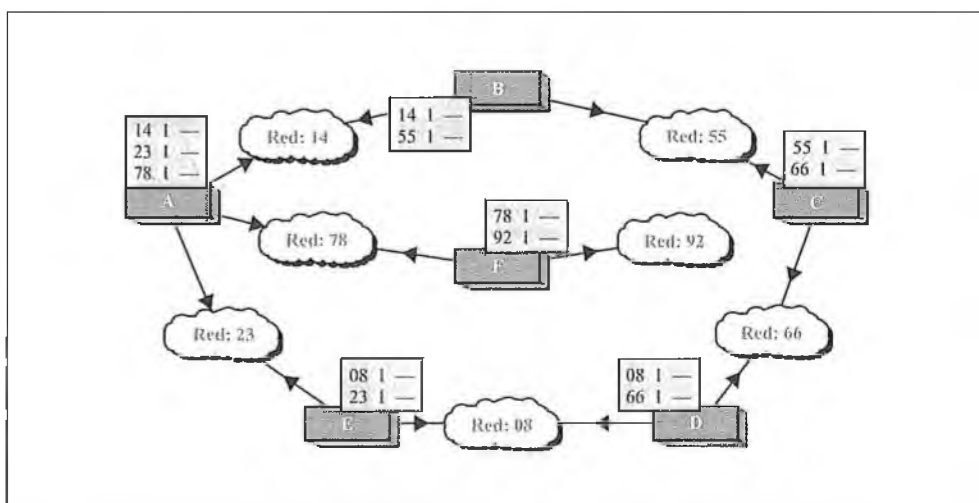 B
14 1 —
55 1 —
Red: 14
Red: 55
14 1 —
23 1 —
78 1 —
A
55 1 —
66 1 —
C
Red: 78
78 1 —
92 1 —
F
Red: 92
Red: 23
Red: 66
08 1 —
23 1 —
E
Red: 08
08 1 —
66 1 —
D